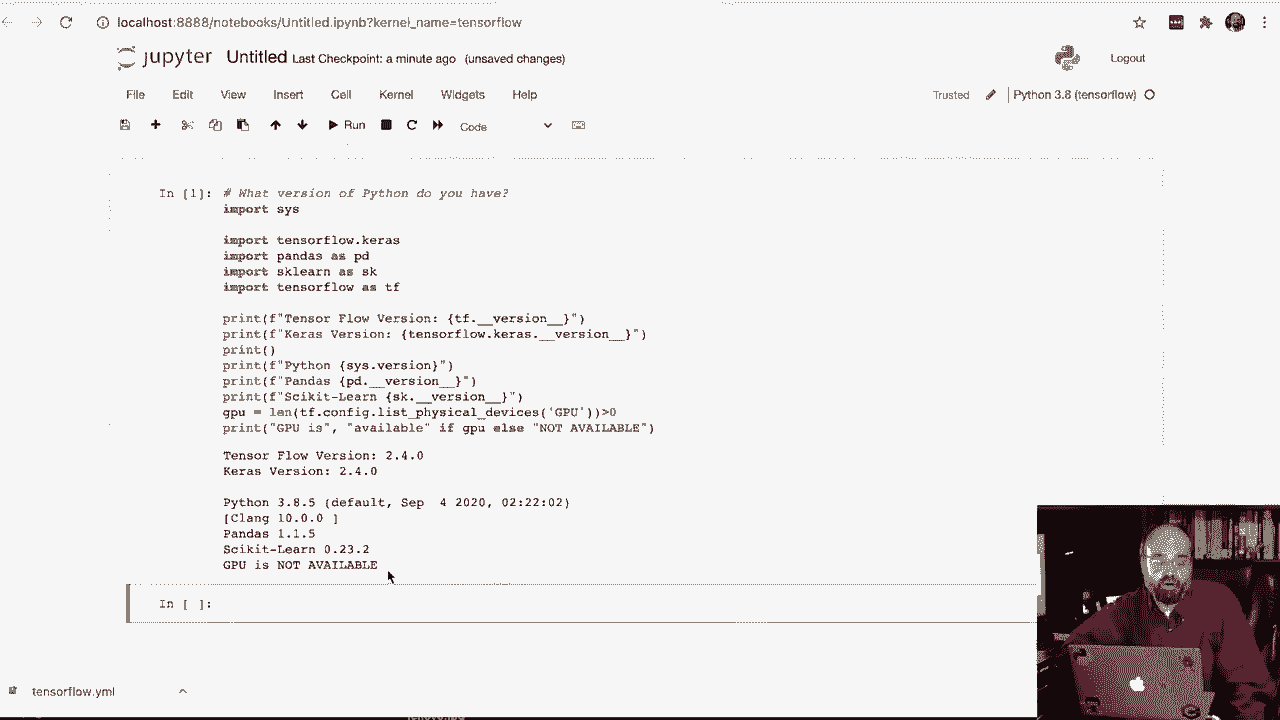 localhost:8888/notebooks/Untitled.ipynb?kernel_name=tensorflow
jupyter Untitled Last Checkpoint: a minute ago (unsaved changes)
Logout
File Edit View Insert Cell Kernel Widgets Help
Trusted Python 3.8 (tensorflow)
Run Code
In [1]: # What version of Python do you have?
import sys
import tensorflow.keras
import pandas as pd
import sklearn as sk
import tensorflow as tf
print(f"Tensor Flow Version: {tf.__version__}")
print(f"Keras Version: {tensorflow.keras.__version__}")
print()
print(f"Python {sys.version}")
print(f"Pandas {pd.__version__}")
print(f"Scikit-Learn {sk.__version__}")
gpu = len(tf.config.list_physical_devices('GPU'))>0
print("GPU is", "available" if gpu else "NOT AVAILABLE")
Tensor Flow Version: 2.4.0
Keras Version: 2.4.0
Python 3.8.5 (default, Sep  4 2020, 02:22:02)
[Clang 10.0.0 ]
Pandas 1.1.5
Scikit-Learn 0.23.2
GPU is NOT AVAILABLE
In [ ]:
tensorflow.yml